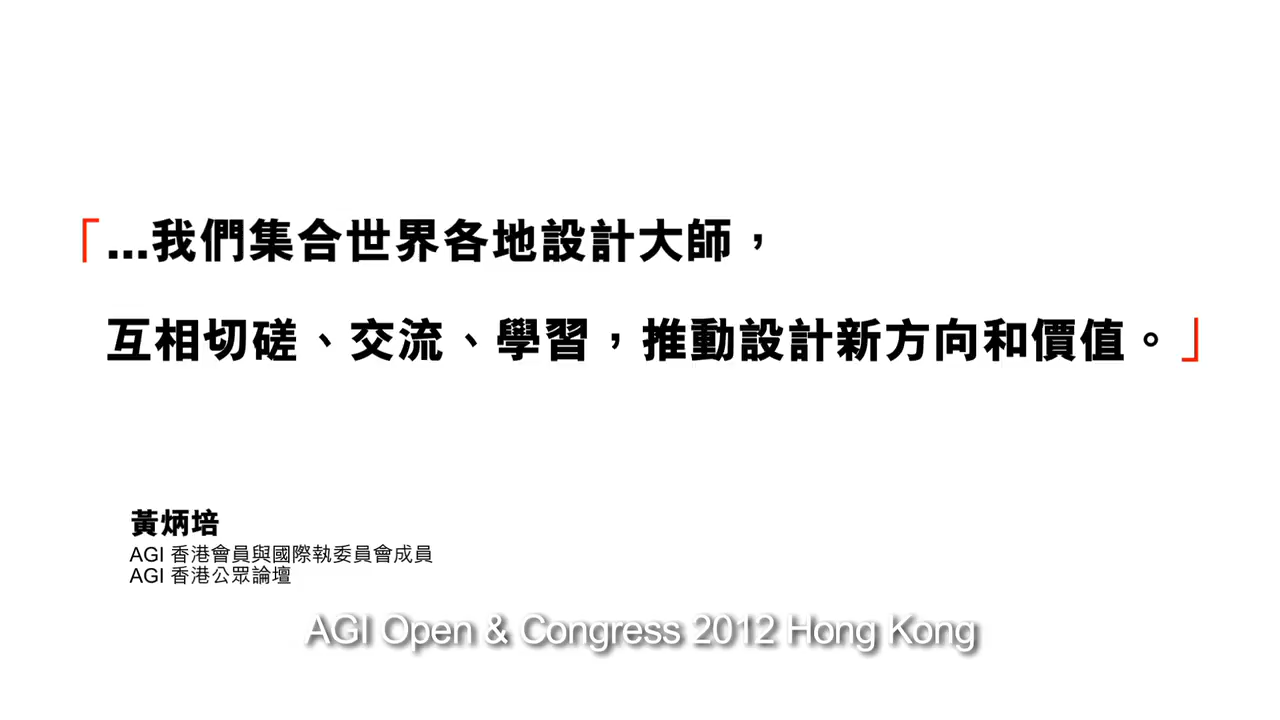 「...我們集合世界各地設計大師，
互相切磋、交流、學習，推動設計新方向和價值。」
黃炳培
AGI 香港會員與國際執委員會成員
AGI 香港公眾論壇
AGI Open & Congress 2012 Hong Kong